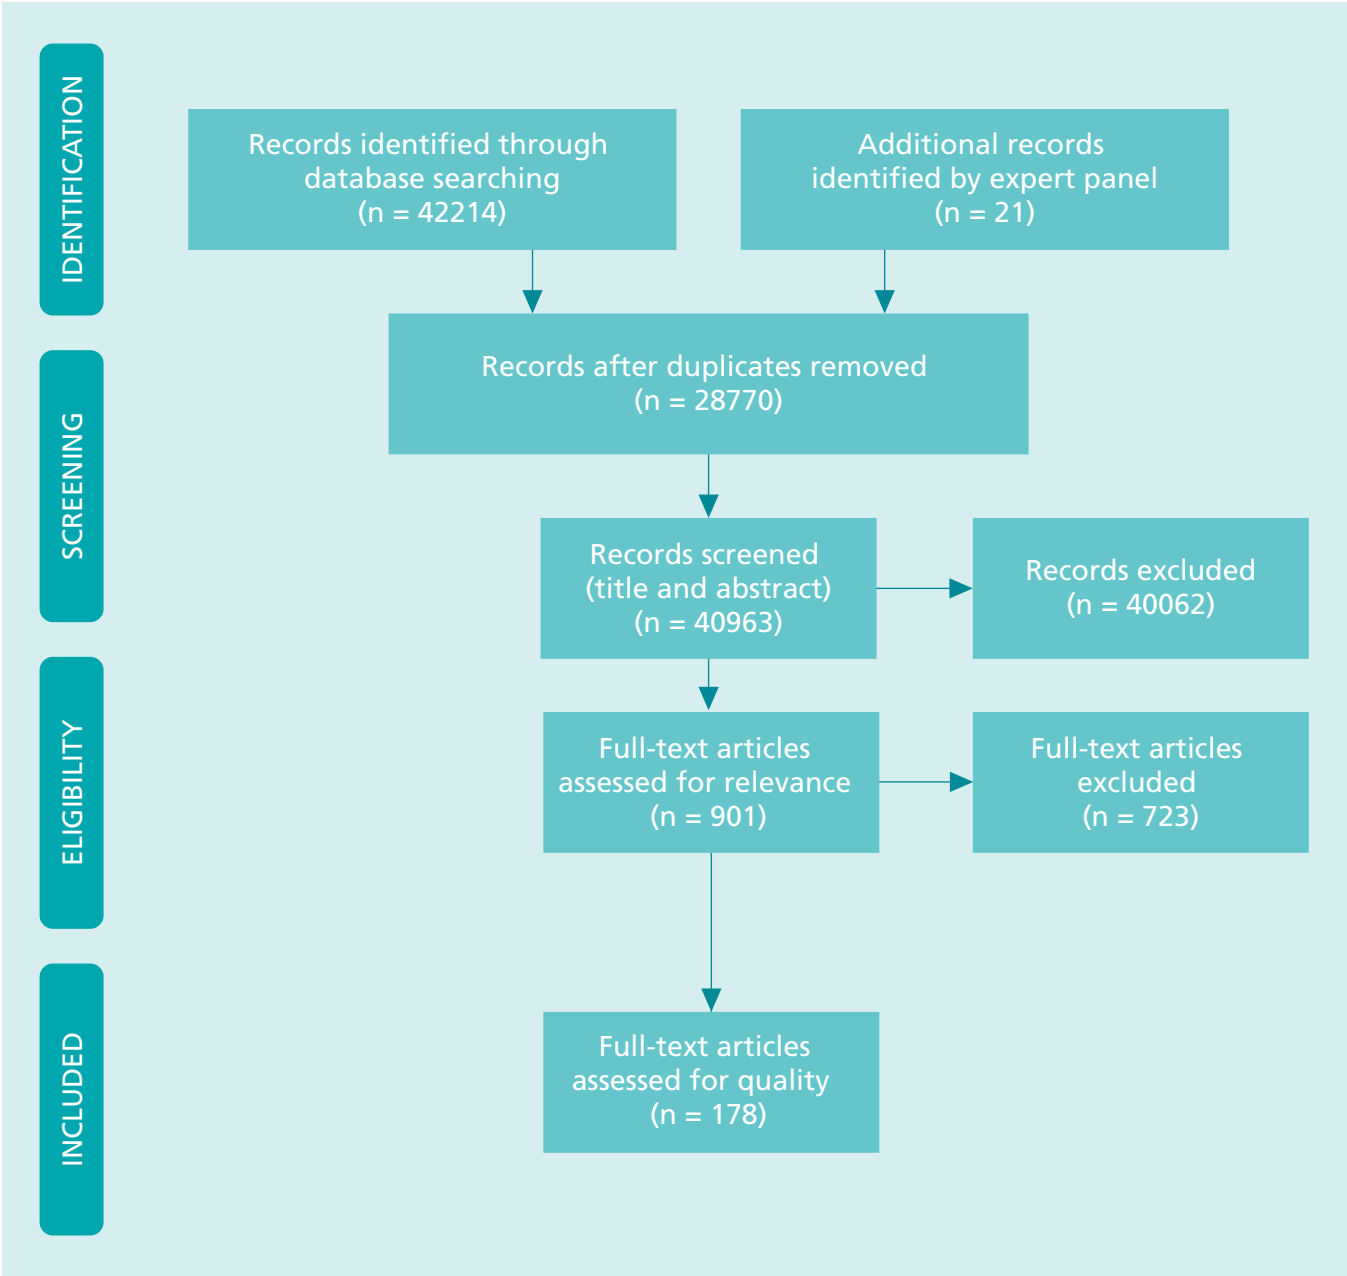 IDENTIFICATION
Records identified through
database searching
(n = 42214)
Additional records
identified by expert panel
(n = 21)
SCREENING
Records after duplicates removed
(n = 28770)
Records screened
(title and abstract)
(n = 40963)
Records excluded
(n = 40062)
ELIGIBILITY
Full-text articles
assessed for relevance
(n = 901)
Full-text articles
excluded
(n = 723)
INCLUDED
Full-text articles
assessed for quality
(n = 178)